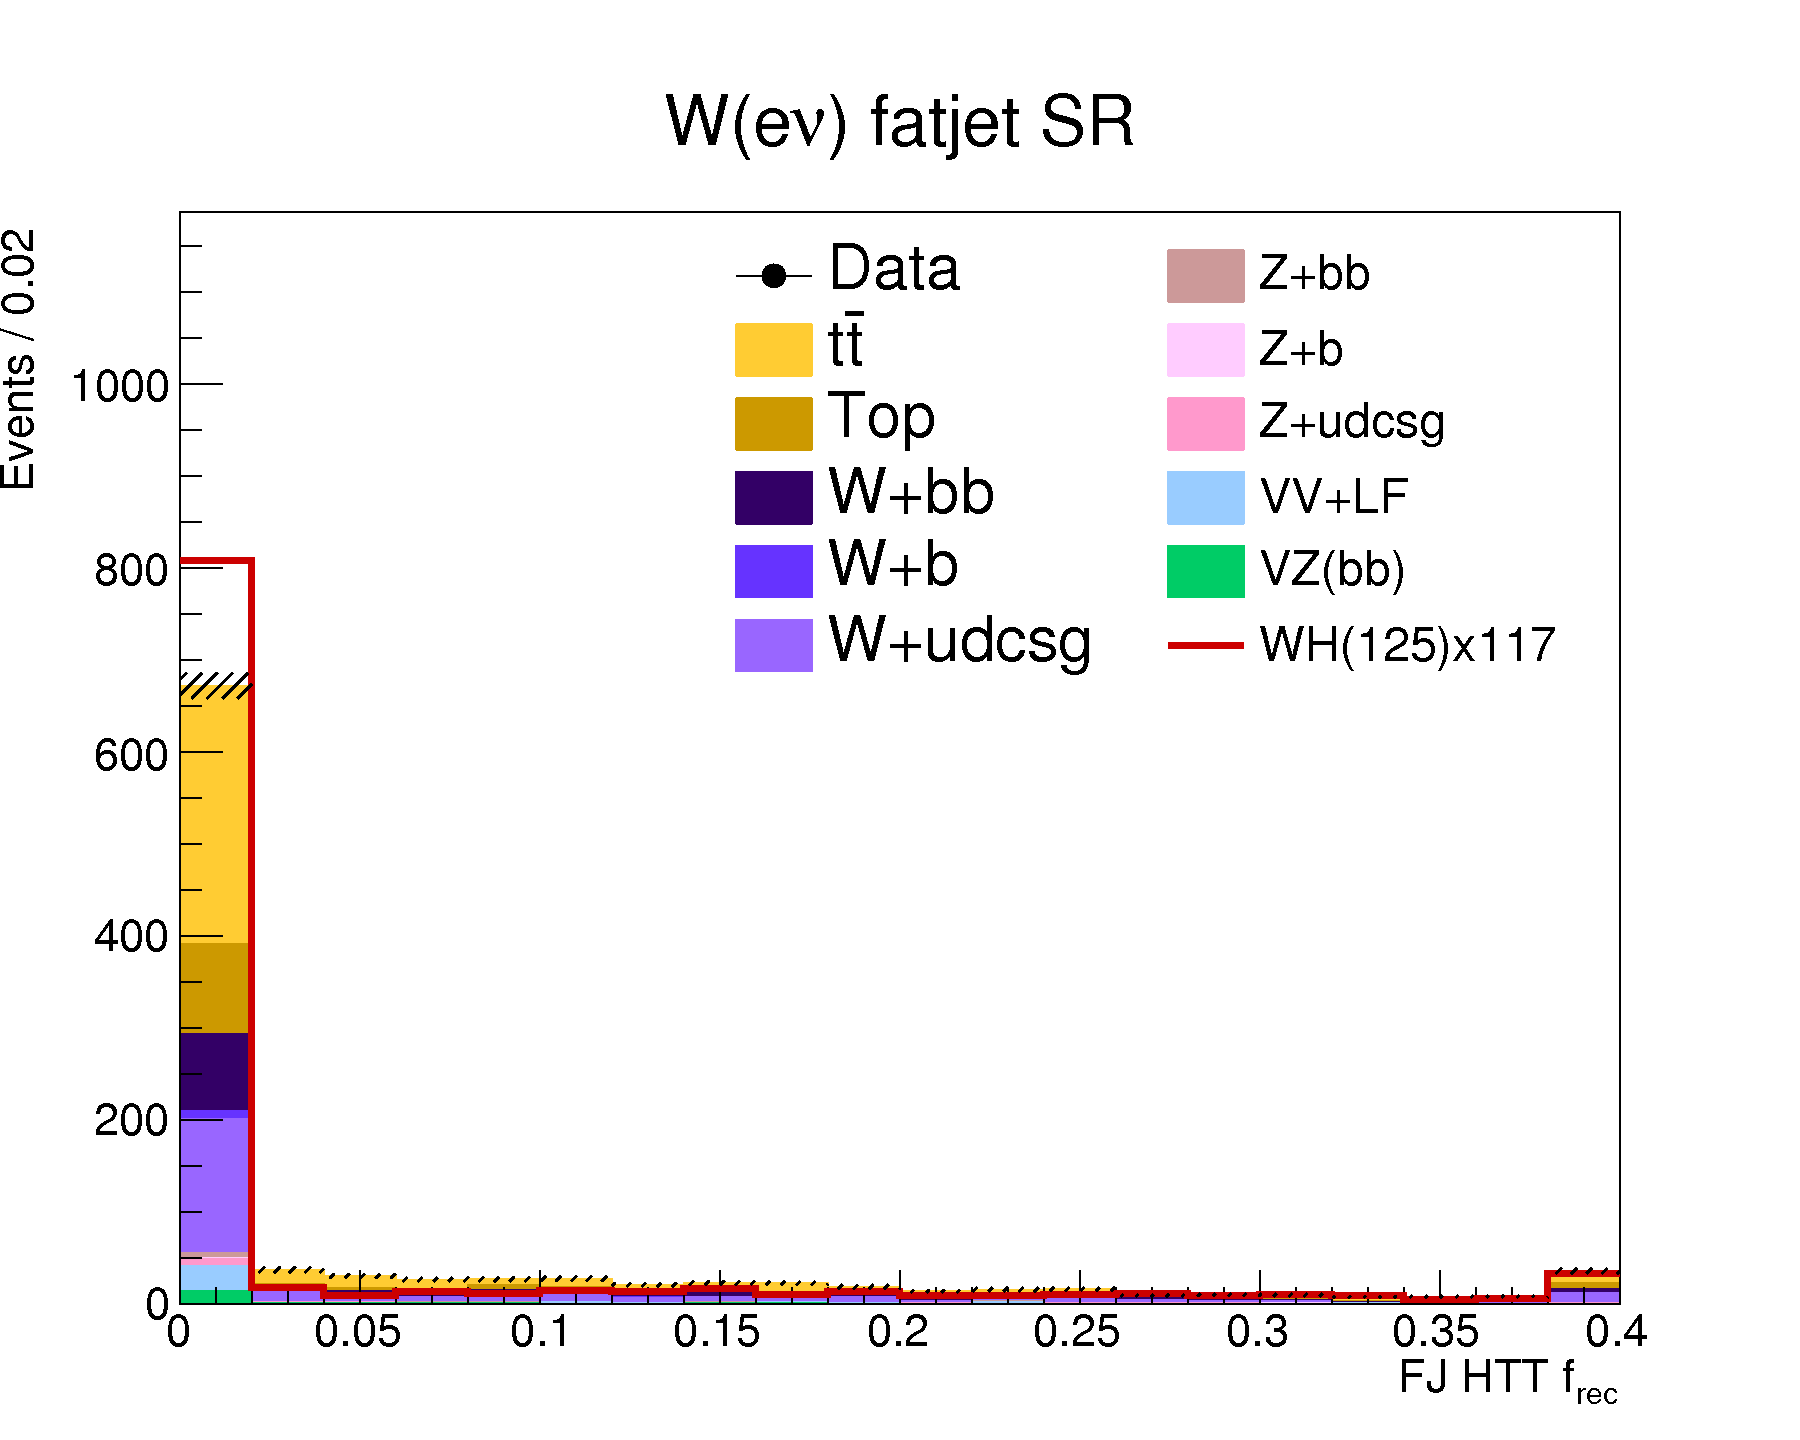 W(eν) fatjet SR
Events / 0.02
1000
800
600
400
200
0
Data
tt̄
Top
W+bb
W+b
W+udcsg
Z+bb
Z+b
Z+udcsg
VV+LF
VZ(bb)
WH(125)x117
0 0.05 0.1 0.15 0.2 0.25 0.3 0.35 0.4
FJ HTT f_rec